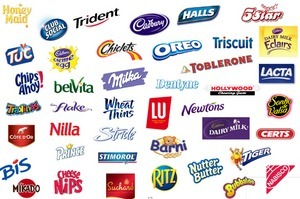 Honey
Maid
CLUB
SOCIAL
Trident
Cadbury
HALLS
5Star
TUC
Cadbury
Chiclets
OREO
Triscuit
DAIRY MILK
Eclairs
TOBLERONE
Chips
Ahoy!
belVita
Milka
Dentyne
HOLLYWOOD
Chewing Gum
LACTA
Flake
Wheat
Thins
LU
Newtons
Cadbury
DAIRY MILK
CÔTE D'OR
Nilla
Stride
CERTS
PRINCE
STIMOROL
Barni
TIGER
BIS
MIKADO
CHEESE
NIPS
Suchard
RITZ
Nutter
Butter
Bubbaloo
NABISCO